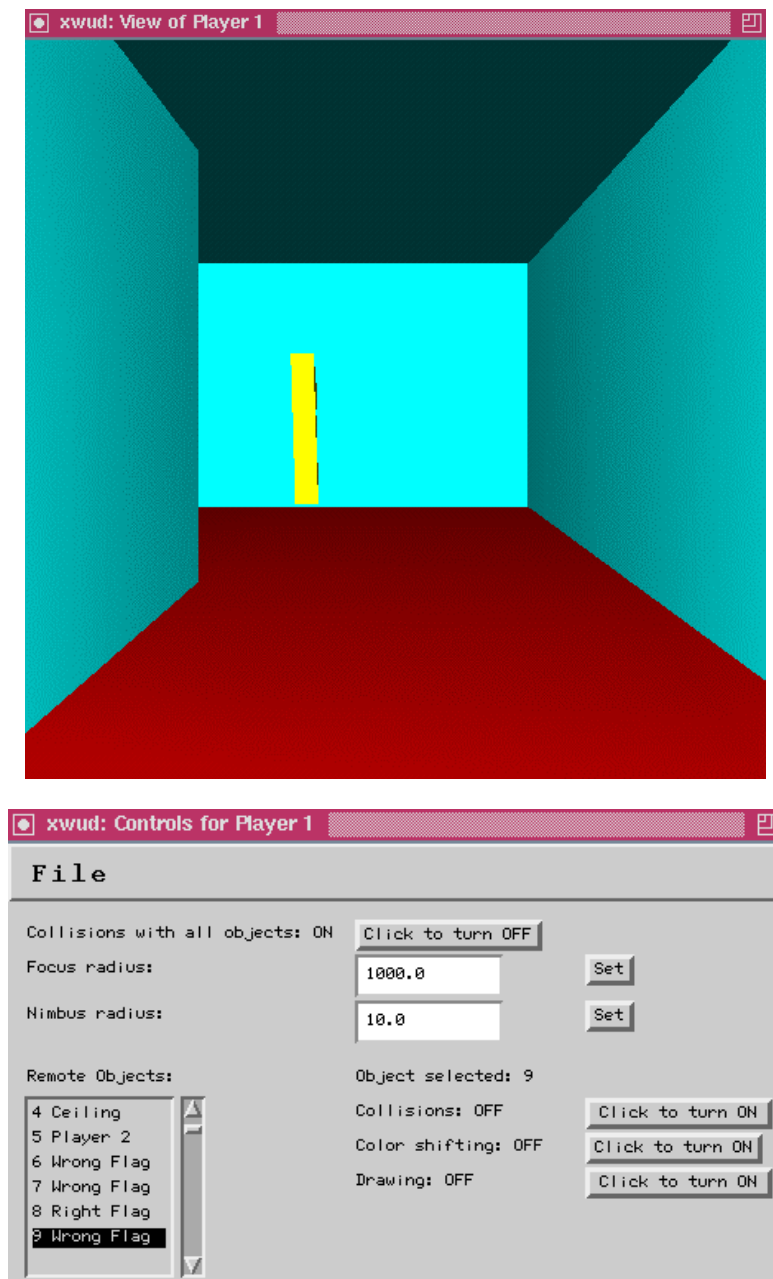 xwud: View of Player 1
xwud: Controls for Player 1
File
Collisions with all objects: ON Click to turn OFF
Focus radius: 1000.0 Set
Nimbus radius: 10.0 Set
Remote Objects: Object selected: 9
4 Ceiling
5 Player 2
6 Wrong Flag
7 Wrong Flag
8 Right Flag
9 Wrong Flag
Collisions: OFF Click to turn ON
Color shifting: OFF Click to turn ON
Drawing: OFF Click to turn ON